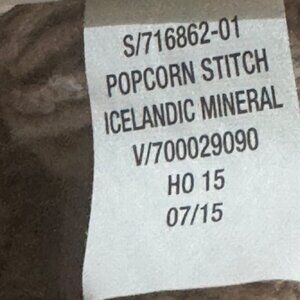 S/716862-01
POPCORN STITCH
ICELANDIC MINERAL
V/700029090
HO 15
07/15